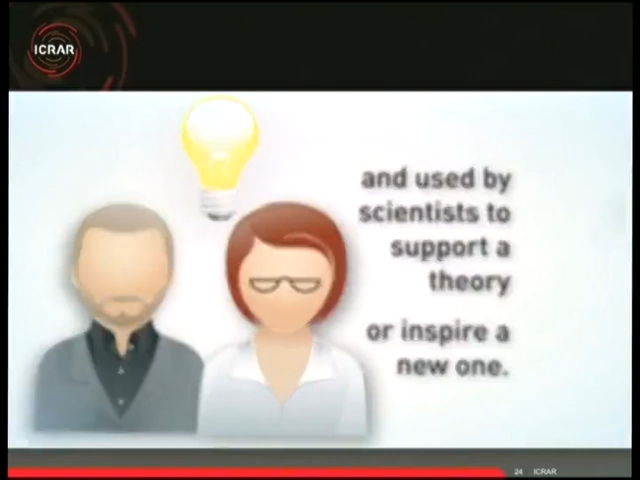 ICRAR
and used by
scientists to
support a
theory
or inspire a
new one.
24 ICRAR